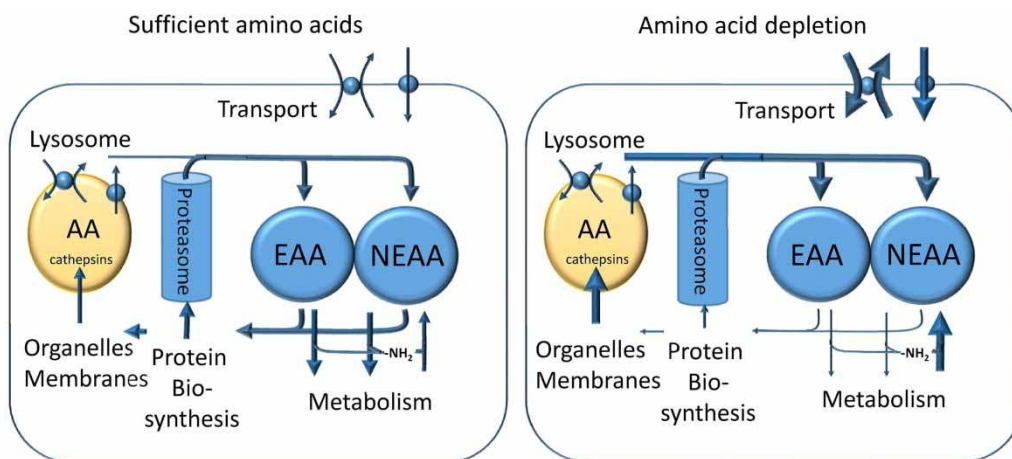 Sufficient amino acids
Transport
Lysosome
AA
cathepsins
Proteasome
EAA
NEAA
-NH2
Organelles
Membranes
Protein
Bio-
synthesis
Metabolism
Amino acid depletion
Transport
Lysosome
AA
cathepsins
Proteasome
EAA
NEAA
-NH2
Organelles
Membranes
Protein
Bio-
synthesis
Metabolism